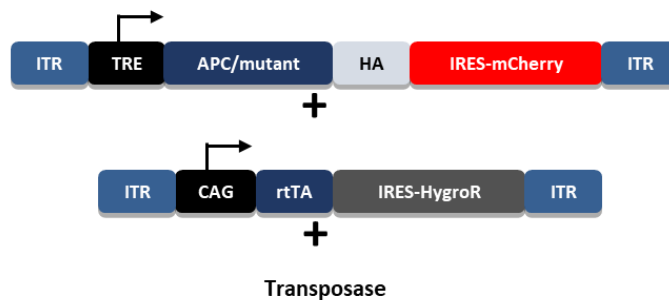 ITR TRE APC/mutant HA IRES-mCherry ITR
+
ITR CAG rtTA IRES-HygroR ITR
+
Transposase